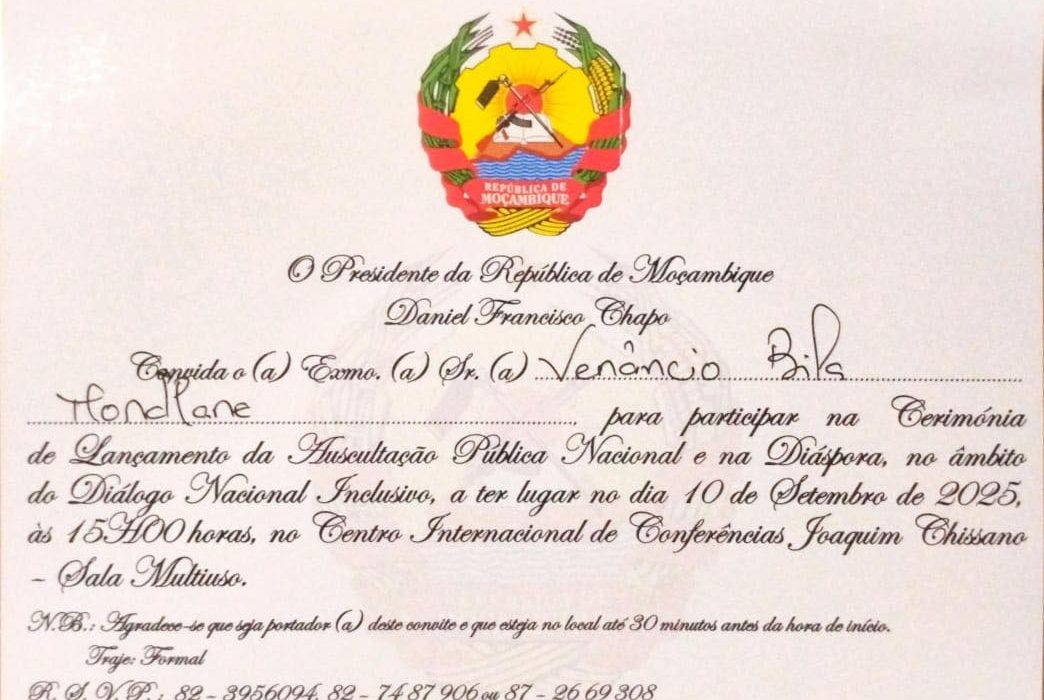 REPÚBLICA DE
MOÇAMBIQUE
O Presidente da República de Moçambique
Daniel Francisco Chapo
Convida o (a) Exmo. (a) Sr. (a) Venâncio Bila
Mondlane, para participar na Cerimónia
de Lançamento da Auscultação Pública Nacional e na Diáspora, no âmbito
do Diálogo Nacional Inclusivo, a ter lugar no dia 10 de Setembro de 2025,
às 15H00 horas, no Centro Internacional de Conferências Joaquim Chissano
- Sala Multiuso.
N.B.: Agradece-se que seja portador (a) deste convite e que esteja no local até 30 minutos antes da hora de início.
Traje: Formal
R. S. V. P. : 82 - 3956094, 82 - 74 87 906 ou 87 - 26 69 308